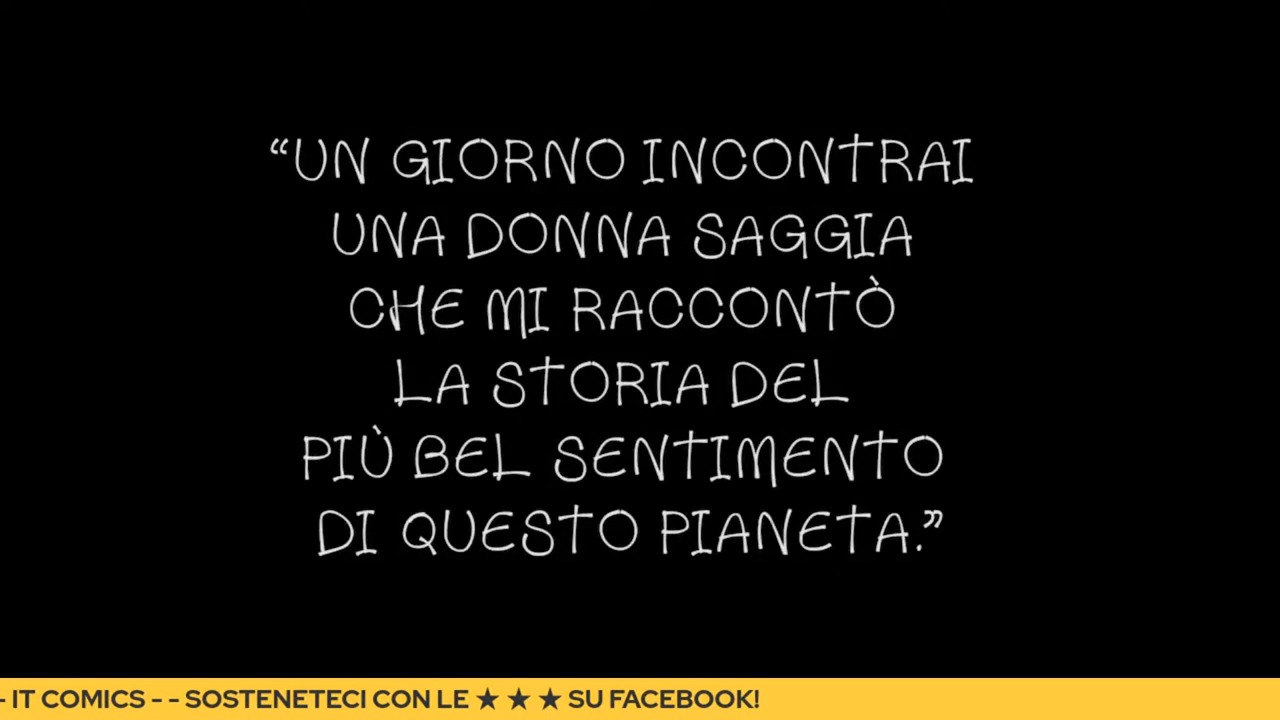 “UN GIORNO INCONTRAI
UNA DONNA SAGGIA
CHE MI RACCONTÒ
LA STORIA DEL
PIÙ BEL SENTIMENTO
DI QUESTO PIANETA.”
- IT COMICS - - SOSTENETECI CON LE ★ ★ ★ SU FACEBOOK!